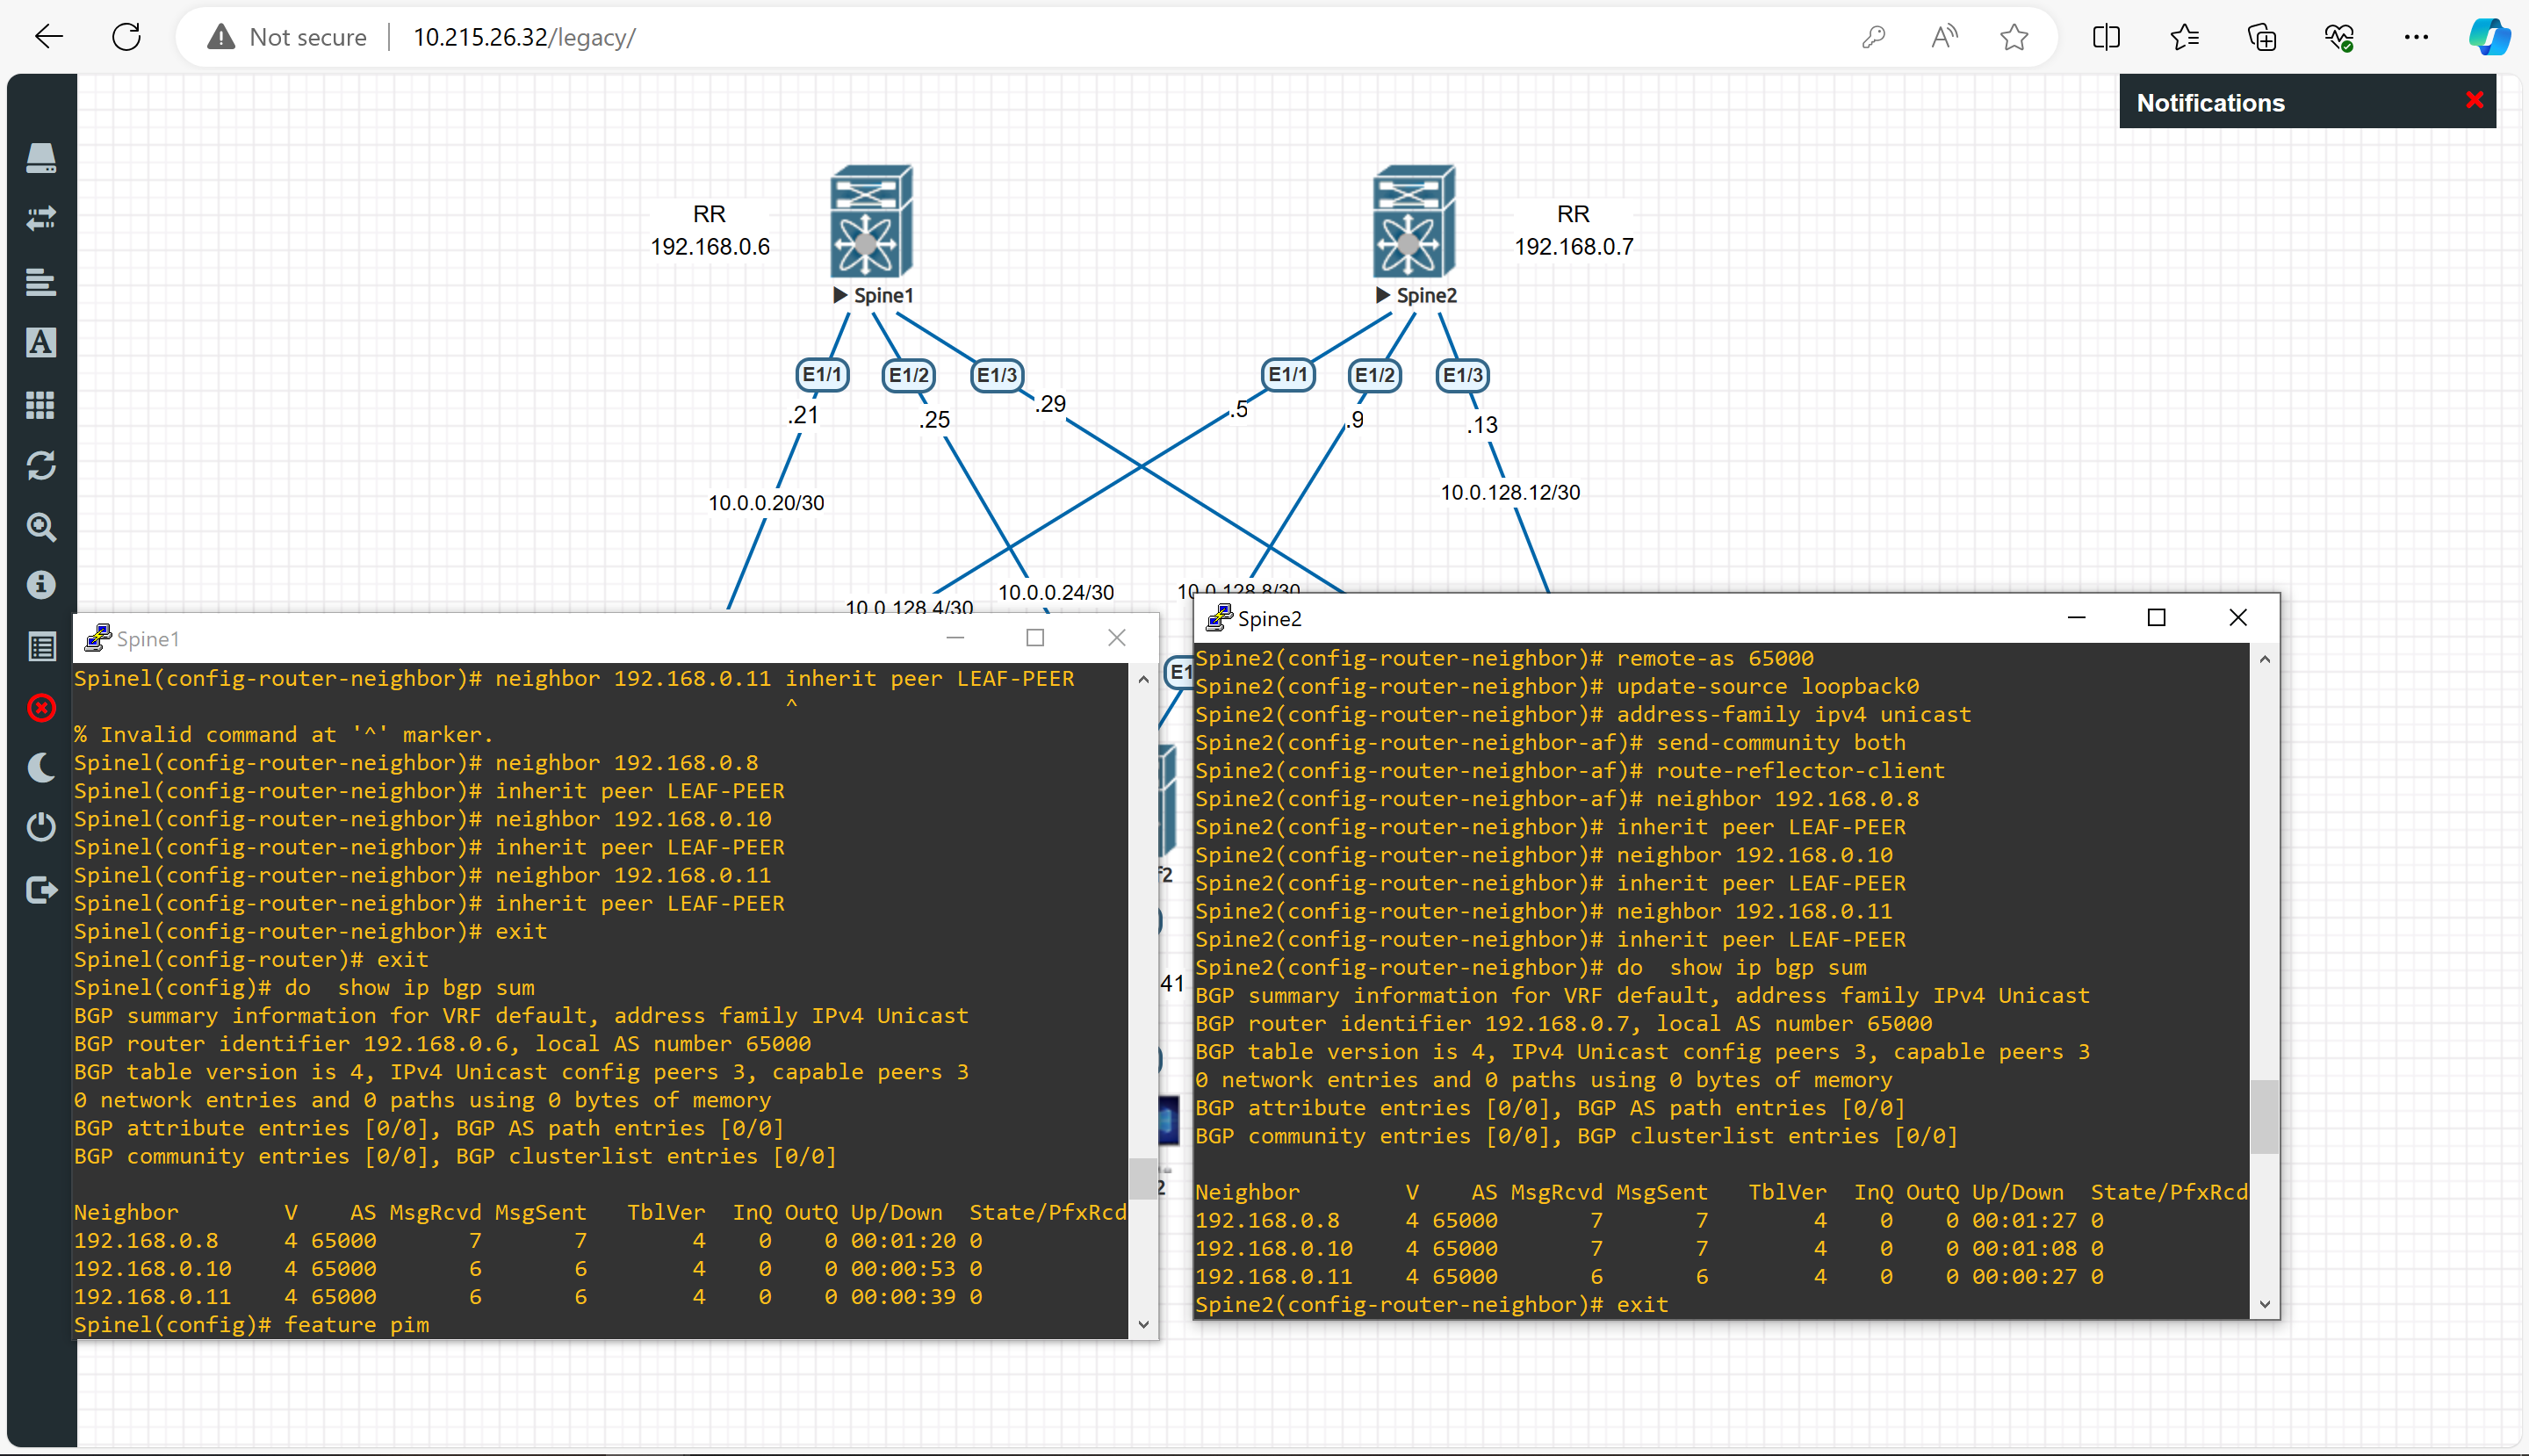 Not secure
10.215.26.32/legacy/
Notifications
RR
192.168.0.6
Spine1
RR
192.168.0.7
Spine2
E1/1
E1/2
E1/3
E1/1
E1/2
E1/3
.21
.25
.29
.5
.9
.13
10.0.0.20/30
10.0.128.12/30
10.0.128.4/30
10.0.0.24/30
10.0.128.8/30
Spine1
Spine1(config-router-neighbor)# neighbor 192.168.0.11 inherit peer LEAF-PEER
^
% Invalid command at '^' marker.
Spine1(config-router-neighbor)# neighbor 192.168.0.8
Spine1(config-router-neighbor)# inherit peer LEAF-PEER
Spine1(config-router-neighbor)# neighbor 192.168.0.10
Spine1(config-router-neighbor)# inherit peer LEAF-PEER
Spine1(config-router-neighbor)# neighbor 192.168.0.11
Spine1(config-router-neighbor)# inherit peer LEAF-PEER
Spine1(config-router-neighbor)# exit
Spine1(config-router)# exit
Spine1(config)# do  show ip bgp sum
BGP summary information for VRF default, address family IPv4 Unicast
BGP router identifier 192.168.0.6, local AS number 65000
BGP table version is 4, IPv4 Unicast config peers 3, capable peers 3
0 network entries and 0 paths using 0 bytes of memory
BGP attribute entries [0/0], BGP AS path entries [0/0]
BGP community entries [0/0], BGP clusterlist entries [0/0]
Neighbor V AS MsgRcvd MsgSent TblVer InQ OutQ Up/Down State/PfxRcd
192.168.0.8 4 65000 7 7 4 0 0 00:01:20 0
192.168.0.10 4 65000 6 6 4 0 0 00:00:53 0
192.168.0.11 4 65000 6 6 4 0 0 00:00:39 0
Spine1(config)# feature pim
E1
f2
41
2
Spine2
Spine2(config-router-neighbor)# remote-as 65000
Spine2(config-router-neighbor)# update-source loopback0
Spine2(config-router-neighbor)# address-family ipv4 unicast
Spine2(config-router-neighbor-af)# send-community both
Spine2(config-router-neighbor-af)# route-reflector-client
Spine2(config-router-neighbor-af)# neighbor 192.168.0.8
Spine2(config-router-neighbor)# inherit peer LEAF-PEER
Spine2(config-router-neighbor)# neighbor 192.168.0.10
Spine2(config-router-neighbor)# inherit peer LEAF-PEER
Spine2(config-router-neighbor)# neighbor 192.168.0.11
Spine2(config-router-neighbor)# inherit peer LEAF-PEER
Spine2(config-router-neighbor)# do  show ip bgp sum
BGP summary information for VRF default, address family IPv4 Unicast
BGP router identifier 192.168.0.7, local AS number 65000
BGP table version is 4, IPv4 Unicast config peers 3, capable peers 3
0 network entries and 0 paths using 0 bytes of memory
BGP attribute entries [0/0], BGP AS path entries [0/0]
BGP community entries [0/0], BGP clusterlist entries [0/0]
Neighbor V AS MsgRcvd MsgSent TblVer InQ OutQ Up/Down State/PfxRcd
192.168.0.8 4 65000 7 7 4 0 0 00:01:27 0
192.168.0.10 4 65000 7 7 4 0 0 00:01:08 0
192.168.0.11 4 65000 6 6 4 0 0 00:00:27 0
Spine2(config-router-neighbor)# exit